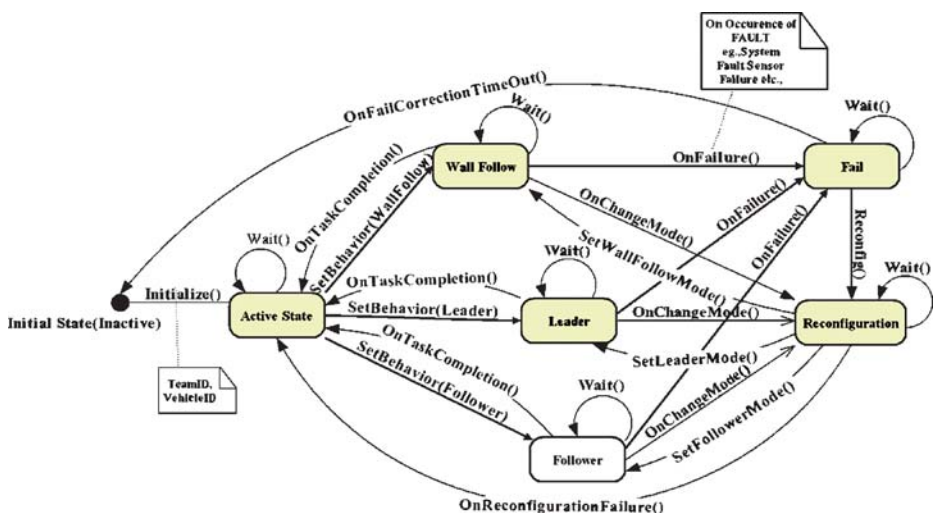 On Occurence of
FAULT
eg.,System
Fault Sensor
Failure etc.,
OnFailCorrectionTimeOut()
Wait()
Wait()
Wall Follow
OnFailure()
Fail
OnTaskCompletion()
SetBehavior(WallFollow)
OnChangeMode()
OnFailure()
OnFailure()
Reconfig()
SetWallFollowMode()
Wait()
Wait()
Wait()
OnTaskCompletion()
Initialize()
Initial State(Inactive)
Active State
SetBehavior(Leader)
Leader
OnChangeMode()
Reconfiguration
OnTaskCompletion()
SetLeaderMode()
SetBehavior(Follower)
TeamID,
VehicleID
Wait()
OnChangeMode()
SetFollowerMode()
Follower
OnReconfigurationFailure()